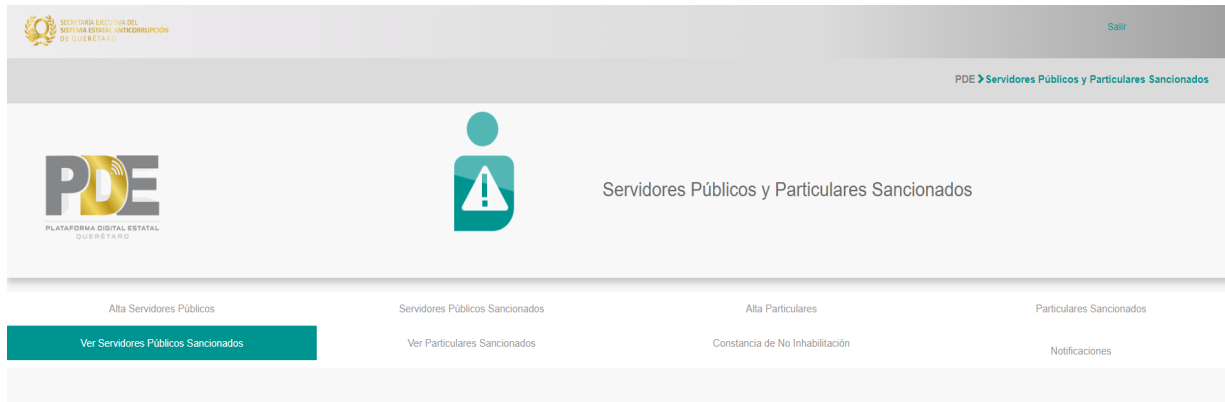 SECRETARÍA EJECUTIVA DEL
SISTEMA ESTATAL ANTICORRUPCIÓN
DE QUERÉTARO
Salir
PDE Servidores Públicos y Particulares Sancionados
PDE
PLATAFORMA DIGITAL ESTATAL
QUERÉTARO
Servidores Públicos y Particulares Sancionados
Alta Servidores Públicos Servidores Públicos Sancionados Alta Particulares Particulares Sancionados
Ver Servidores Públicos Sancionados Ver Particulares Sancionados Constancia de No Inhabilitación Notificaciones